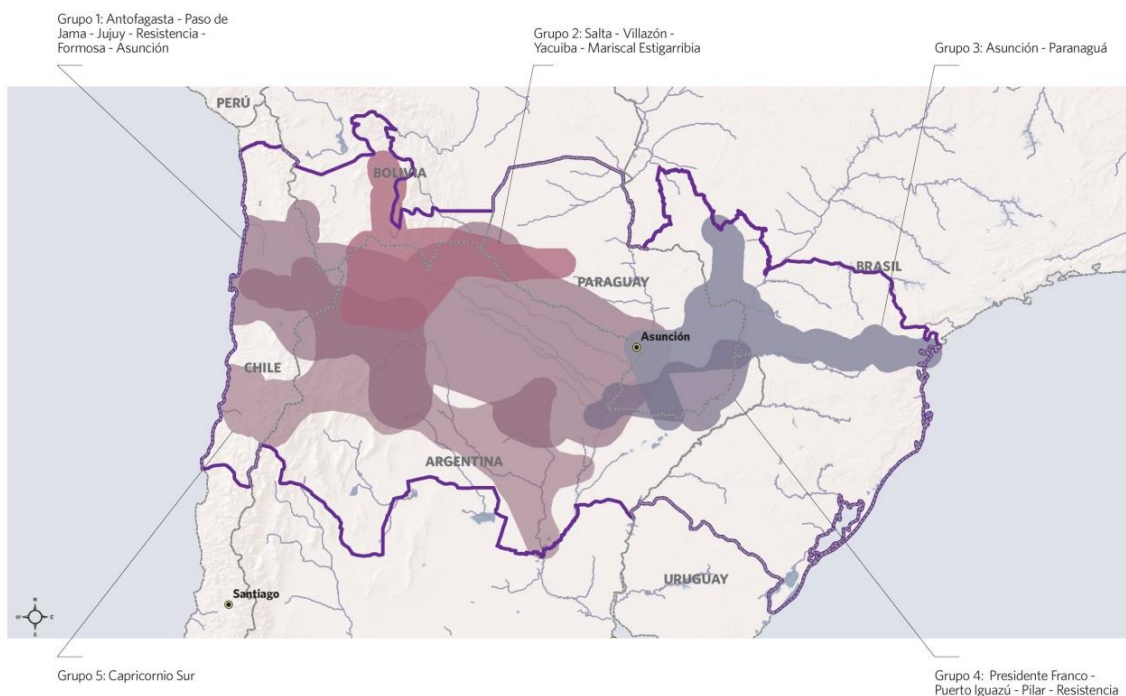 Grupo 1: Antofagasta - Paso de
Jama - Jujuy - Resistencia -
Formosa - Asunción
Grupo 2: Salta - Villazón -
Yacuiba - Mariscal Estigarribia
Grupo 3: Asunción - Paranaguá
PERÚ
BOLIVIA
BRASIL
PARAGUAY
Asunción
CHILE
ARGENTINA
URUGUAY
Santiago
N
W
E
S
Grupo 5: Capricornio Sur
Grupo 4: Presidente Franco -
Puerto Iguazú - Pilar - Resistencia